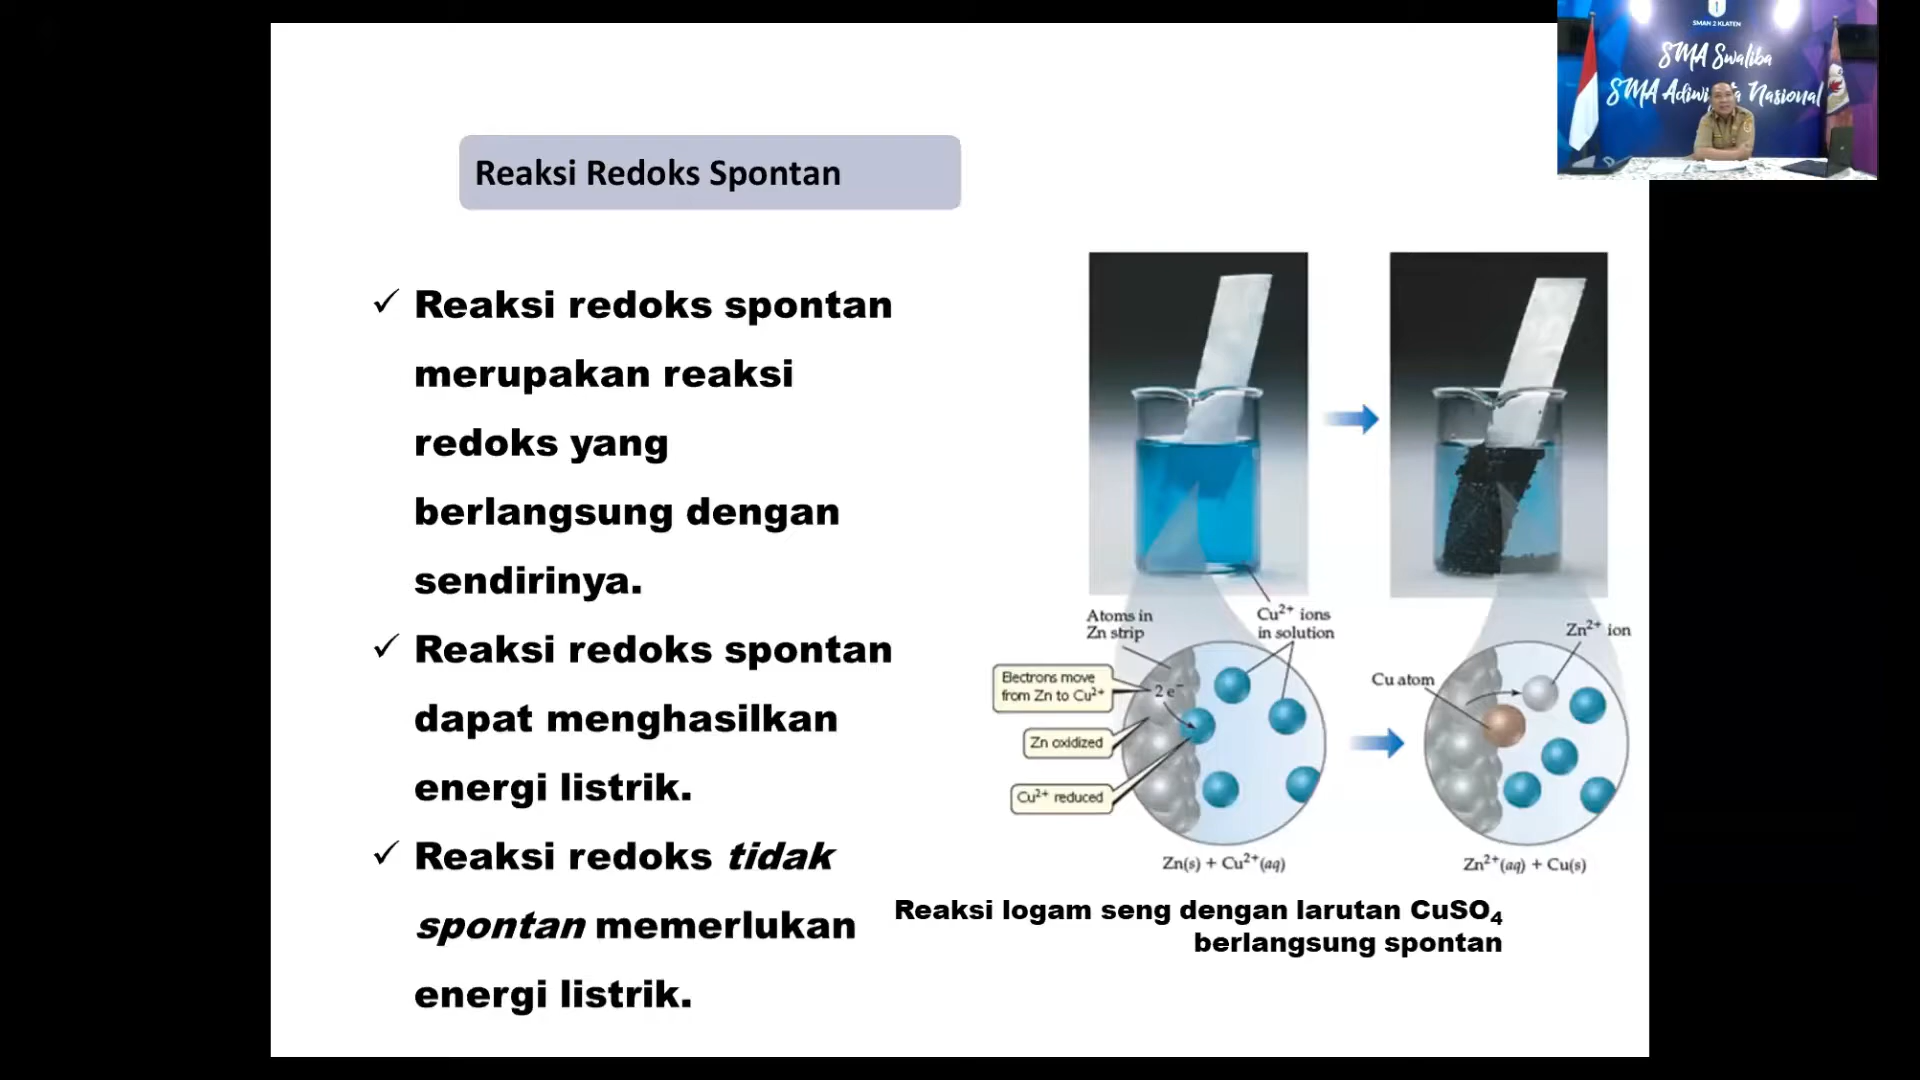 SMAN 2 KLATEN
SMA Swaliba
SMA Adiwi a Nasional
Reaksi Redoks Spontan
✓ Reaksi redoks spontan
merupakan reaksi
redoks yang
berlangsung dengan
sendirinya.
✓ Reaksi redoks spontan
dapat menghasilkan
energi listrik.
✓ Reaksi redoks tidak
spontan memerlukan
energi listrik.
Atoms in
Zn strip
Cu²⁺ ions
in solution
Electrons move
from Zn to Cu²⁺
2 e⁻
Zn oxidized
Cu²⁺ reduced
Zn(s) + Cu²⁺(aq)
Zn²⁺ ion
Cu atom
Zn²⁺(aq) + Cu(s)
Reaksi logam seng dengan larutan CuSO₄
berlangsung spontan